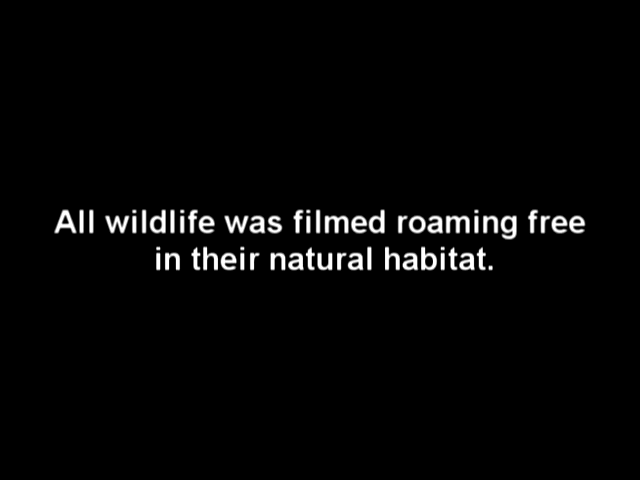 All wildlife was filmed roaming free
in their natural habitat.